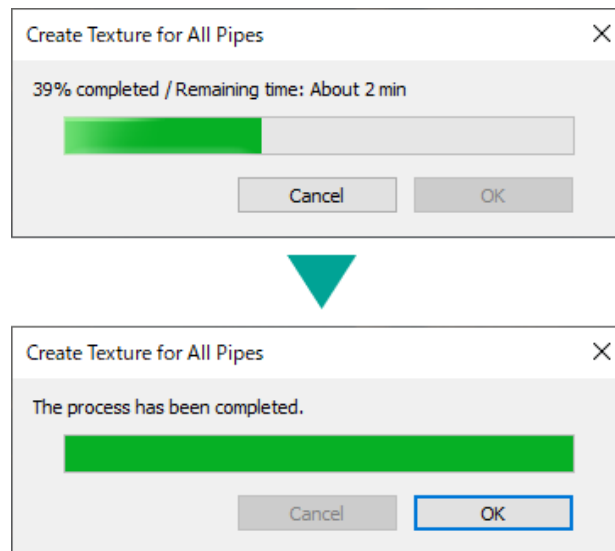 Create Texture for All Pipes
39% completed / Remaining time: About 2 min
Cancel OK
Create Texture for All Pipes
The process has been completed.
Cancel OK